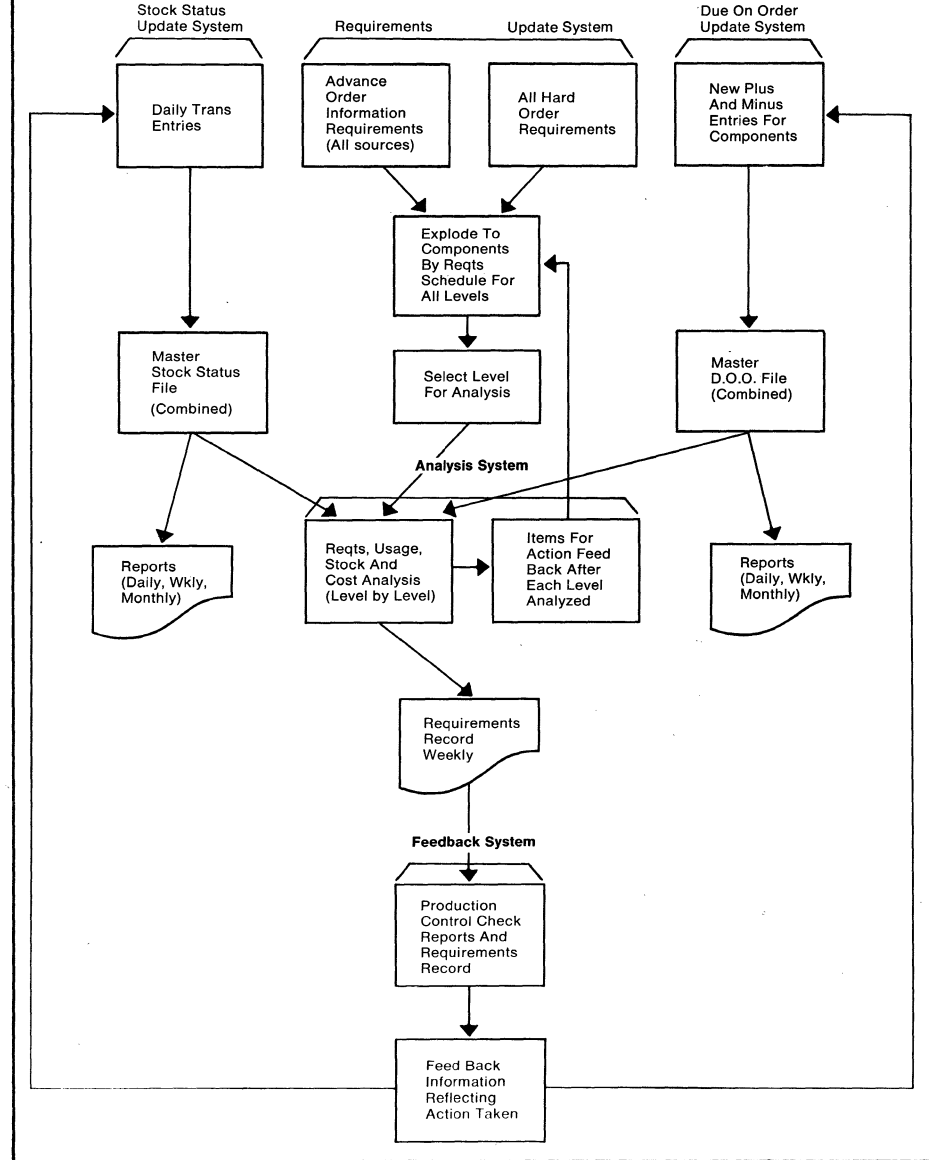 Stock Status
Update System
Requirements
Update System
Due On Order
Update System
Daily Trans
Entries
Advance
Order
Information
Requirements
(All sources)
All Hard
Order
Requirements
New Plus
And Minus
Entries For
Components
Explode To
Components
By Reqts
Schedule For
All Levels
Master
Stock Status
File
(Combined)
Select Level
For Analysis
Master
D.O.O. File
(Combined)
Analysis System
Reports
(Daily, Wkly,
Monthly)
Reqts, Usage,
Stock And
Cost Analysis
(Level by Level)
Items For
Action Feed
Back After
Each Level
Analyzed
Reports
(Daily, Wkly,
Monthly)
Requirements
Record
Weekly
Feedback System
Production
Control Check
Reports And
Requirements
Record
Feed Back
Information
Reflecting
Action Taken